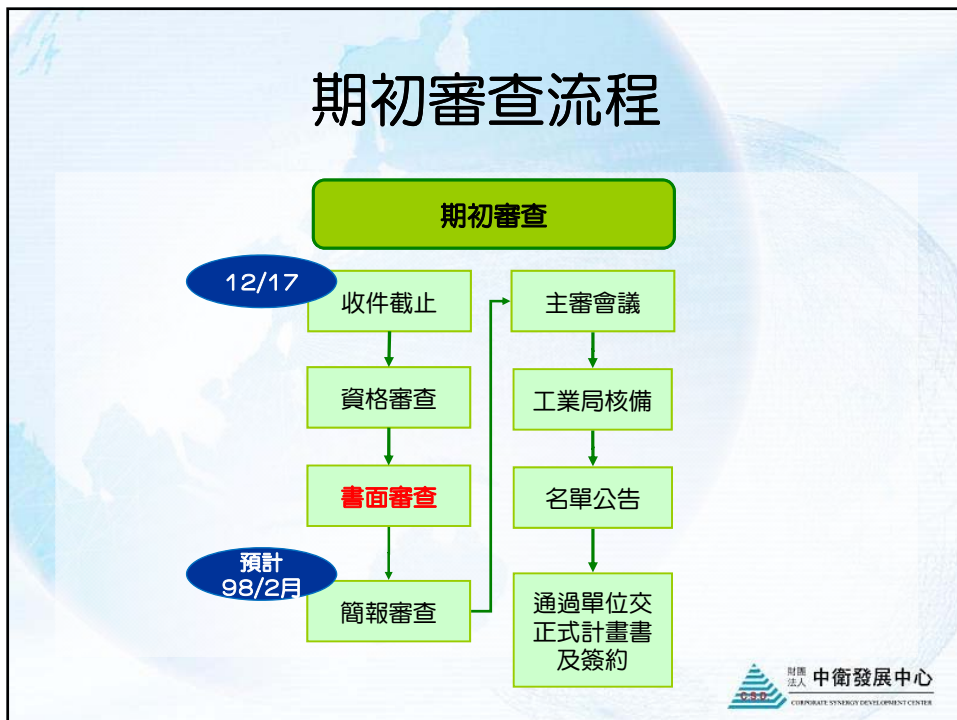 期初審查流程
期初審查
12/17
收件截止
資格審查
書面審查
預計
98/2月
簡報審查
主審會議
工業局核備
名單公告
通過單位交
正式計畫書
及簽約
C S D
財團
法人
中衛發展中心
CORPORATE SYNERGY DEVELOPMENT CENTER